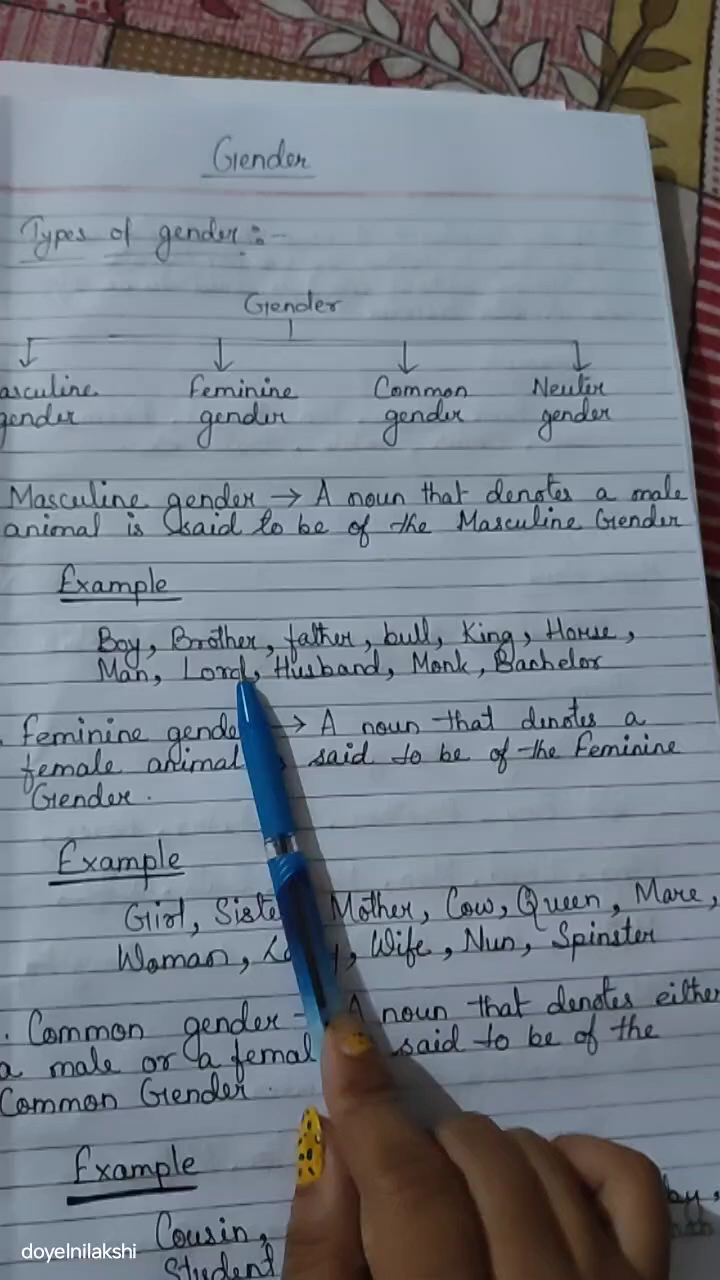 Gender
Types of gender :-
Gender
asculine Feminine Common Neuter
gender gender gender gender
Masculine gender → A noun that denotes a male
animal is said to be of the Masculine Gender
Example
Boy, Brother, father, bull, King, Horse,
Man, Lord, Husband, Monk, Bachelor
. Feminine gende → A noun that denotes a
female animal said to be of the Feminine
Gender.
Example
Girl, Siste Mother, Cow, Queen, Mare,
Woman, Wife, Nun, Spinster
. Common gender - A noun that denotes either
a male or a femal said to be of the
Common Gender.
Example
Cousin,
Student
doyelnilakshi